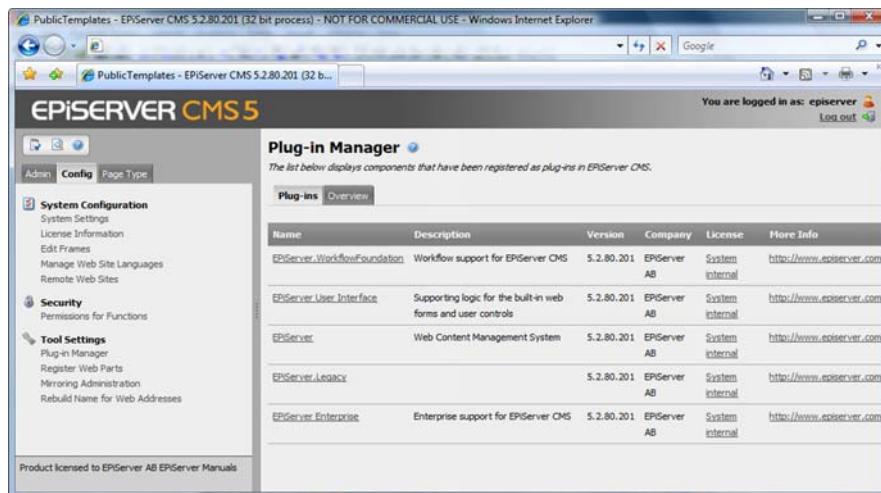 PublicTemplates - EPiServer CMS 5.2.80.201 (32 bit process) - NOT FOR COMMERCIAL USE - Windows Internet Explorer
Google
PublicTemplates - EPiServer CMS 5.2.80.201 (32 b...
EPiSERVER CMS 5
You are logged in as: episerver
Log out
Admin Config Page Type
System Configuration
System Settings
License Information
Edit Frames
Manage Web Site Languages
Remote Web Sites
Security
Permissions for Functions
Tool Settings
Plug-in Manager
Register Web Parts
Mirroring Administration
Rebuild Name for Web Addresses
Product licensed to EPiServer AB EPiServer Manuals
Plug-in Manager
The list below displays components that have been registered as plug-ins in EPiServer CMS.
Plug-ins Overview
Name Description Version Company License More Info
EPiServer.WorkflowFoundation Workflow support for EPiServer CMS 5.2.80.201 EPiServer System http://www.episerver.com
AB internal
EPiServer User Interface Supporting logic for the built-in web 5.2.80.201 EPiServer System http://www.episerver.com
forms and user controls AB internal
EPiServer Web Content Management System 5.2.80.201 EPiServer System http://www.episerver.com
AB internal
EPiServer.Legacy 5.2.80.201 EPiServer System http://www.episerver.com
AB internal
EPiServer Enterprise Enterprise support for EPiServer CMS 5.2.80.201 EPiServer System http://www.episerver.com
AB internal